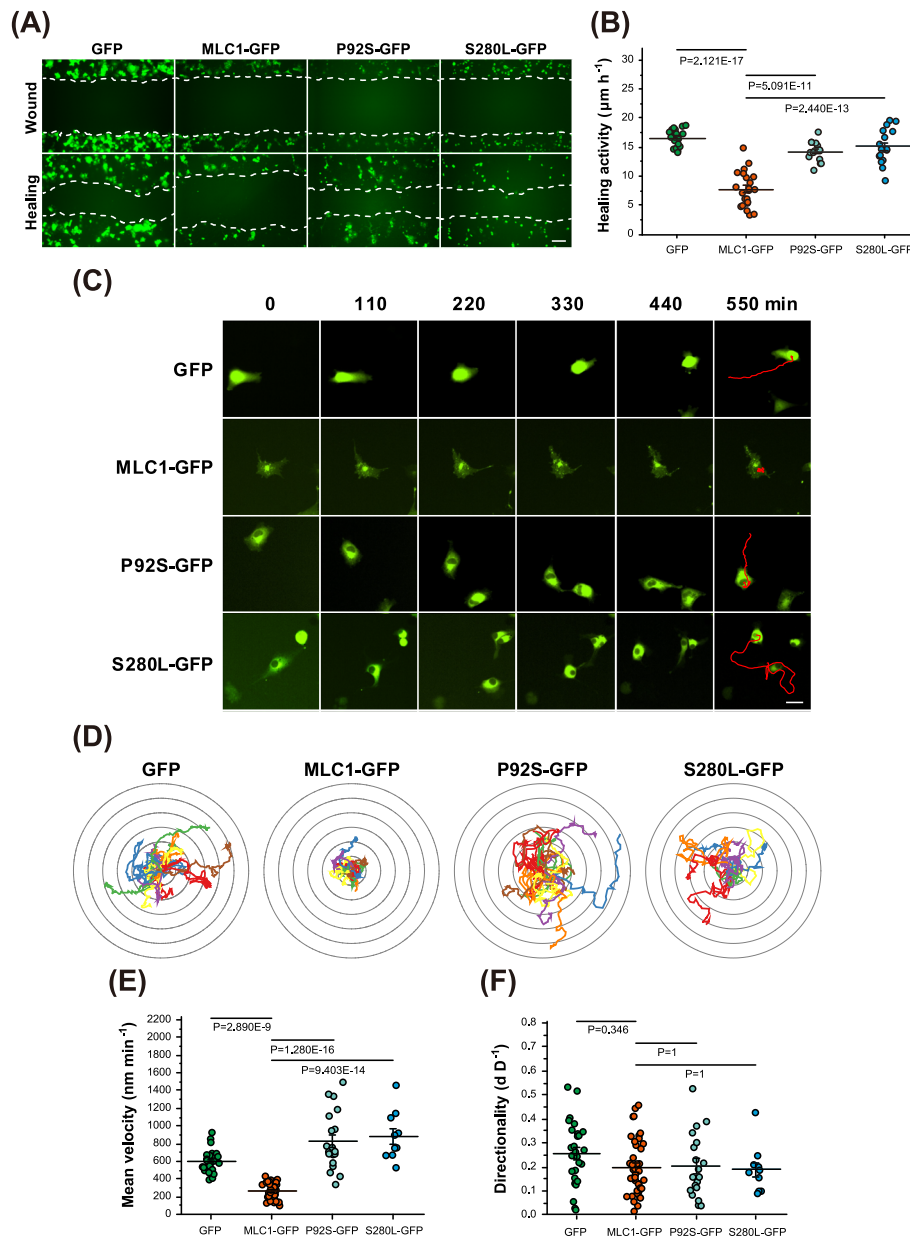 (A)
GFP MLC1-GFP P92S-GFP S280L-GFP
Wound
Healing
(B)
Healing activity (µm h⁻¹)
30
25
20
15
10
5
0
P=2.121E-17
P=5.091E-11
P=2.440E-13
GFP MLC1-GFP P92S-GFP S280L-GFP
(C)
0 110 220 330 440 550 min
GFP
MLC1-GFP
P92S-GFP
S280L-GFP
(D)
GFP MLC1-GFP P92S-GFP S280L-GFP
(E)
Mean velocity (nm min⁻¹)
2200
2000
1800
1600
1400
1200
1000
800
600
400
200
0
P=2.890E-9
P=1.280E-16
P=9.403E-14
GFP MLC1-GFP P92S-GFP S280L-GFP
(F)
Directionality (d D⁻¹)
0.8
0.7
0.6
0.5
0.4
0.3
0.2
0.1
0.0
P=0.346
P=1
P=1
GFP MLC1-GFP P92S-GFP S280L-GFP